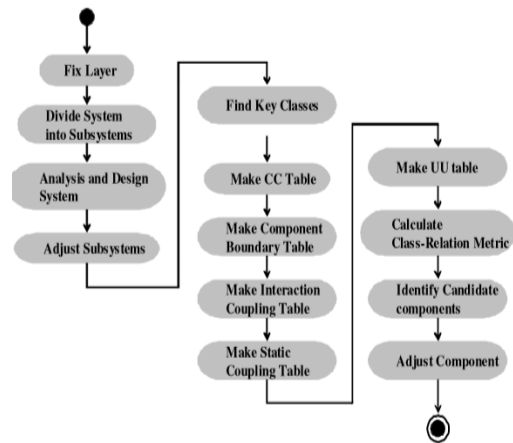 Fix Layer
Divide System
into Subsystems
Analysis and Design
System
Adjust Subsystems
Find Key Classes
Make CC Table
Make Component
Boundary Table
Make Interaction
Coupling Table
Make Static
Coupling Table
Make UU table
Calculate
Class-Relation Metric
Identify Candidate
components
Adjust Component